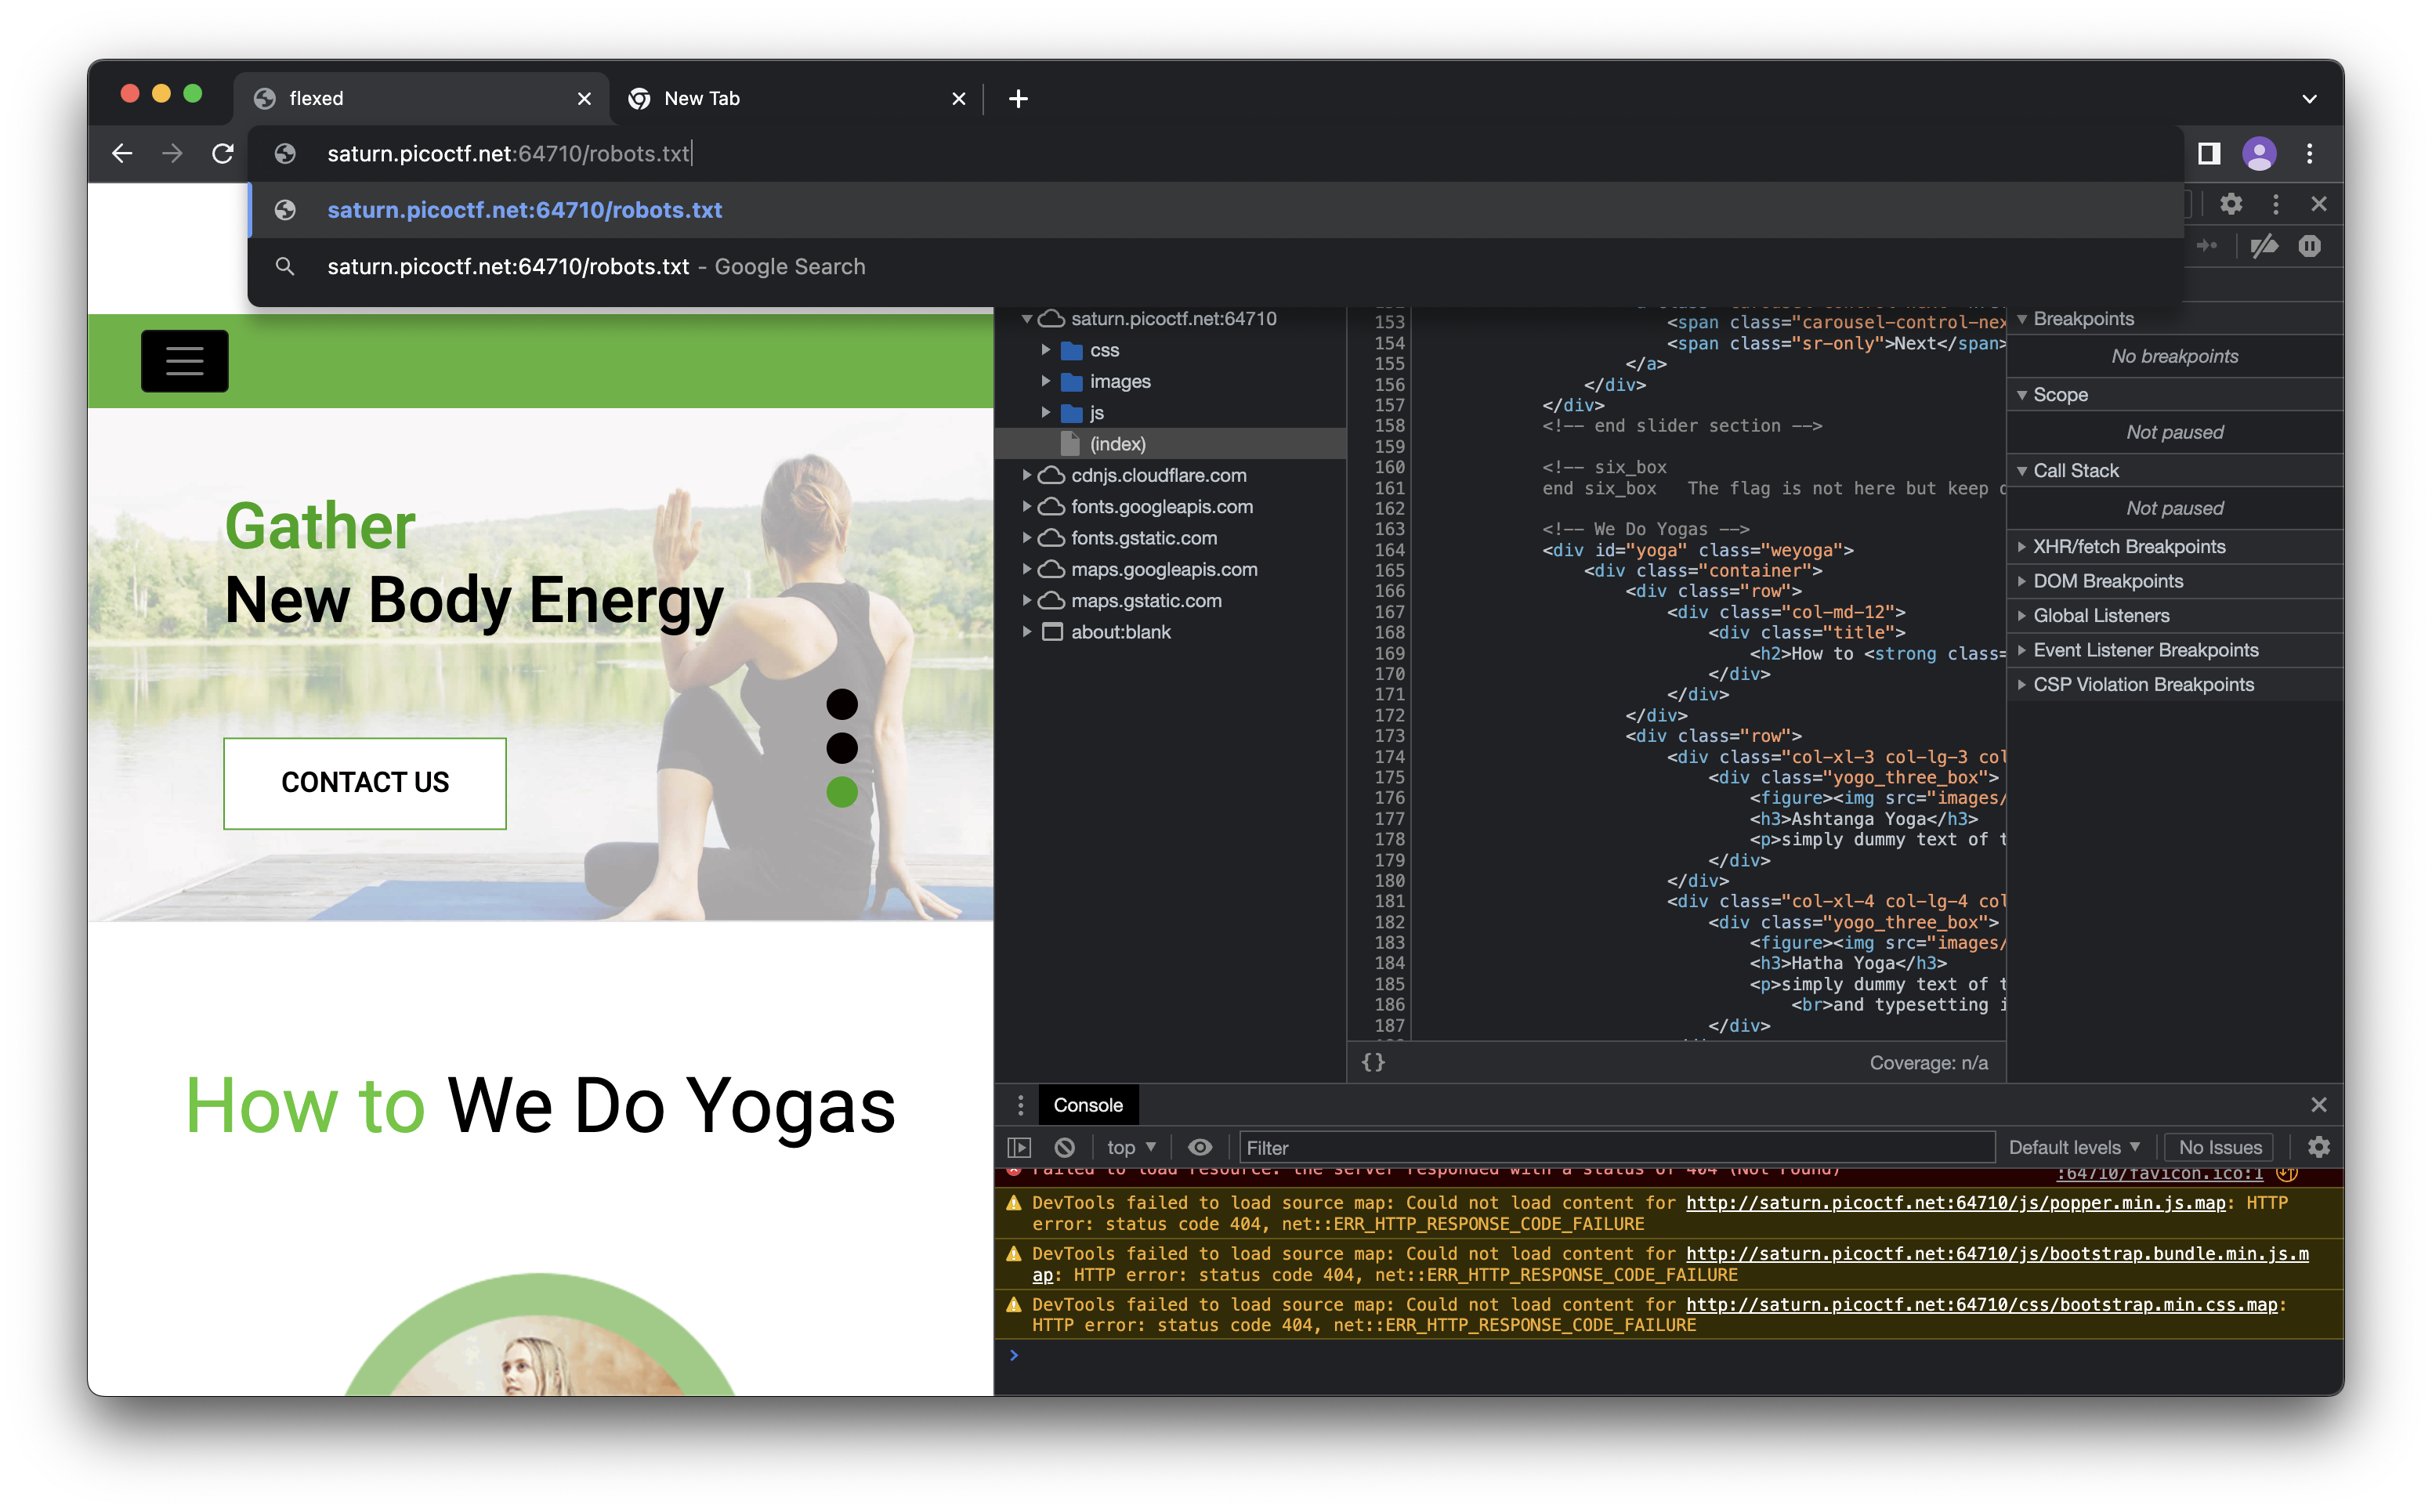 flexed
New Tab
saturn.picoctf.net:64710/robots.txt
saturn.picoctf.net:64710/robots.txt
saturn.picoctf.net:64710/robots.txt - Google Search
Gather
New Body Energy
CONTACT US
How to We Do Yogas
saturn.picoctf.net:64710
css
images
js
(index)
cdnjs.cloudflare.com
fonts.googleapis.com
fonts.gstatic.com
maps.googleapis.com
maps.gstatic.com
about:blank
153 <span class="carousel-control-nex
154 <span class="sr-only">Next</span>
155 </a>
156 </div>
157 </div>
158 <!-- end slider section -->
159
160 <!-- six_box
161 end six_box The flag is not here but keep
162
163 <!-- We Do Yogas -->
164 <div id="yoga" class="weyoga">
165 <div class="container">
166 <div class="row">
167 <div class="col-md-12">
168 <div class="title">
169 <h2>How to <strong class=
170 </div>
171 </div>
172 </div>
173 <div class="row">
174 <div class="col-xl-3 col-lg-3 col
175 <div class="yogo_three_box">
176 <figure><img src="images/
177 <h3>Ashtanga Yoga</h3>
178 <p>simply dummy text of t
179 </div>
180 </div>
181 <div class="col-xl-4 col-lg-4 col
182 <div class="yogo_three_box">
183 <figure><img src="images/
184 <h3>Hatha Yoga</h3>
185 <p>simply dummy text of t
186 <br>and typesetting i
187 </div>
{} Coverage: n/a
Breakpoints
No breakpoints
Scope
Not paused
Call Stack
Not paused
XHR/fetch Breakpoints
DOM Breakpoints
Global Listeners
Event Listener Breakpoints
CSP Violation Breakpoints
Console
top Filter Default levels No Issues
Failed to load resource: the server responded with a status of 404 (Not Found) :64710/favicon.ico:1
DevTools failed to load source map: Could not load content for http://saturn.picoctf.net:64710/js/popper.min.js.map: HTTP
error: status code 404, net::ERR_HTTP_RESPONSE_CODE_FAILURE
DevTools failed to load source map: Could not load content for http://saturn.picoctf.net:64710/js/bootstrap.bundle.min.js.m
ap: HTTP error: status code 404, net::ERR_HTTP_RESPONSE_CODE_FAILURE
DevTools failed to load source map: Could not load content for http://saturn.picoctf.net:64710/css/bootstrap.min.css.map:
HTTP error: status code 404, net::ERR_HTTP_RESPONSE_CODE_FAILURE